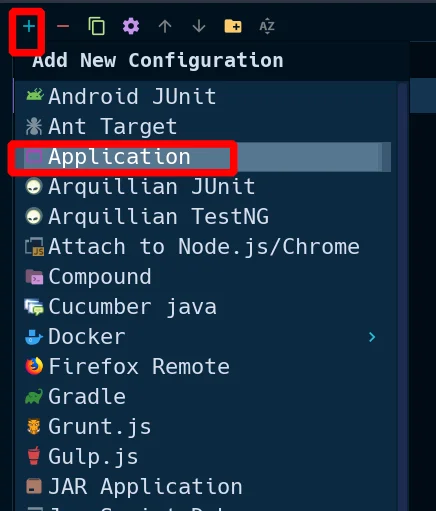 AZ
Add New Configuration
Android JUnit
Ant Target
Application
Arquillian JUnit
Arquillian TestNG
Attach to Node.js/Chrome
JS
Compound
Cucumber java
Docker
Firefox Remote
Gradle
Grunt.js
Gulp.js
JAR Application